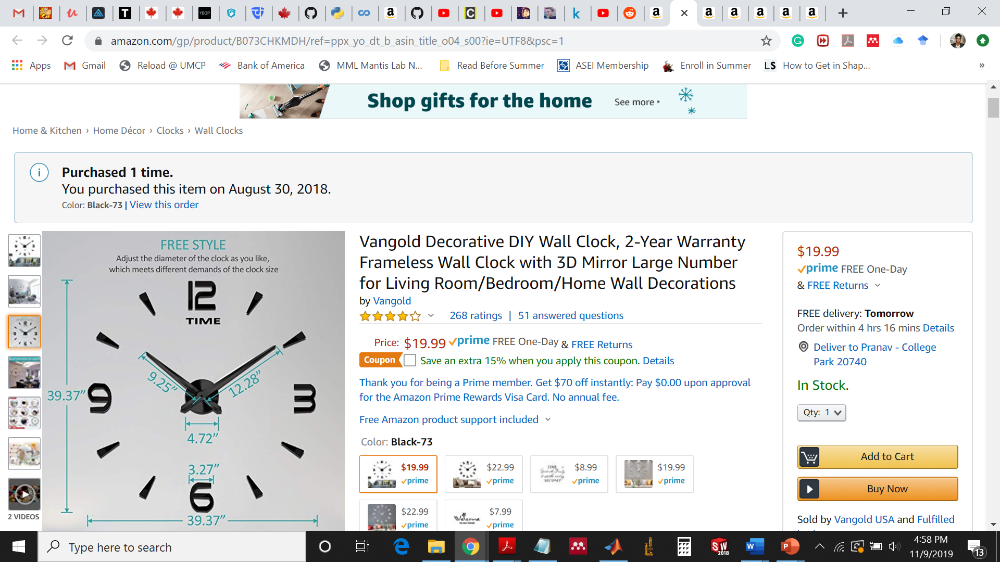 YBOP
amazon.com/gp/product/B073CHKMDH/ref=ppx_yo_dt_b_asin_title_o04_s00?ie=UTF8&psc=1
Apps
Gmail
Reload @ UMCP
Bank of America
MML Mantis Lab N...
Read Before Summer
ASEI Membership
Enroll in Summer
LS How to Get in Shap...
»
Shop gifts for the home
See more
Home & Kitchen › Home Décor › Clocks › Wall Clocks
Purchased 1 time.
You purchased this item on August 30, 2018.
Color: Black-73 | View this order
2 VIDEOS
FREE STYLE
Adjust the diameter of the clock as you like,
which meets different demands of the clock size
12
TIME
9.25”
12.28”
39.37”
9
3
4.72”
3.27”
6
39.37”
Vangold Decorative DIY Wall Clock, 2-Year Warranty
Frameless Wall Clock with 3D Mirror Large Number
for Living Room/Bedroom/Home Wall Decorations
by Vangold
268 ratings | 51 answered questions
Price: $19.99 prime FREE One-Day & FREE Returns
Coupon Save an extra 15% when you apply this coupon. Details
Thank you for being a Prime member. Get $70 off instantly: Pay $0.00 upon approval
for the Amazon Prime Rewards Visa Card. No annual fee.
Free Amazon product support included
Color: Black-73
$19.99
prime
$22.99
prime
TIME
SECOND
$8.99
prime
$19.99
prime
$22.99
prime
Welcome
$7.99
prime
$19.99
prime FREE One-Day
& FREE Returns
FREE delivery: Tomorrow
Order within 4 hrs 16 mins Details
Deliver to Pranav - College
Park 20740
In Stock.
Qty: 1
Add to Cart
Buy Now
Sold by Vangold USA and Fulfilled
Type here to search
SW
2018
W
P
4:58 PM
11/9/2019
13